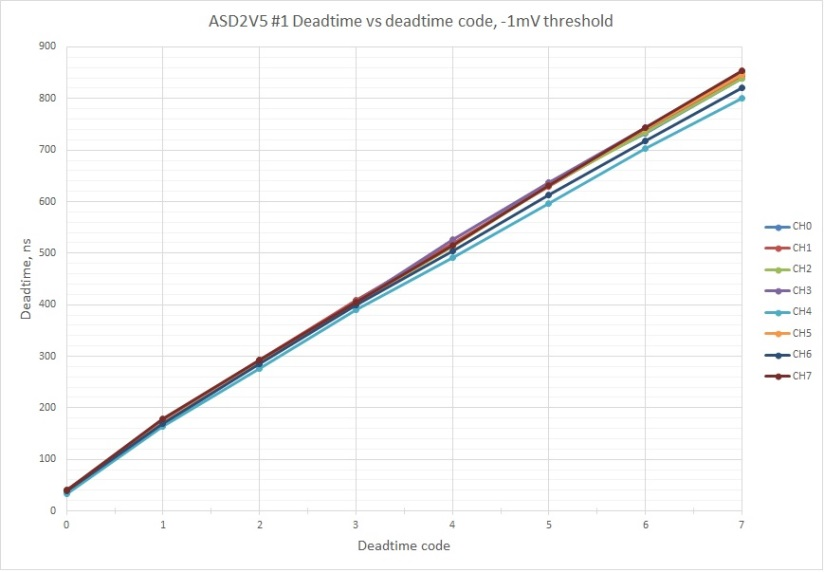 ASD2V5 #1 Deadtime vs deadtime code, -1mV threshold
900
800
700
600
500
400
300
200
100
0
Deadtime, ns
0 1 2 3 4 5 6 7
Deadtime code
CH0
CH1
CH2
CH3
CH4
CH5
CH6
CH7